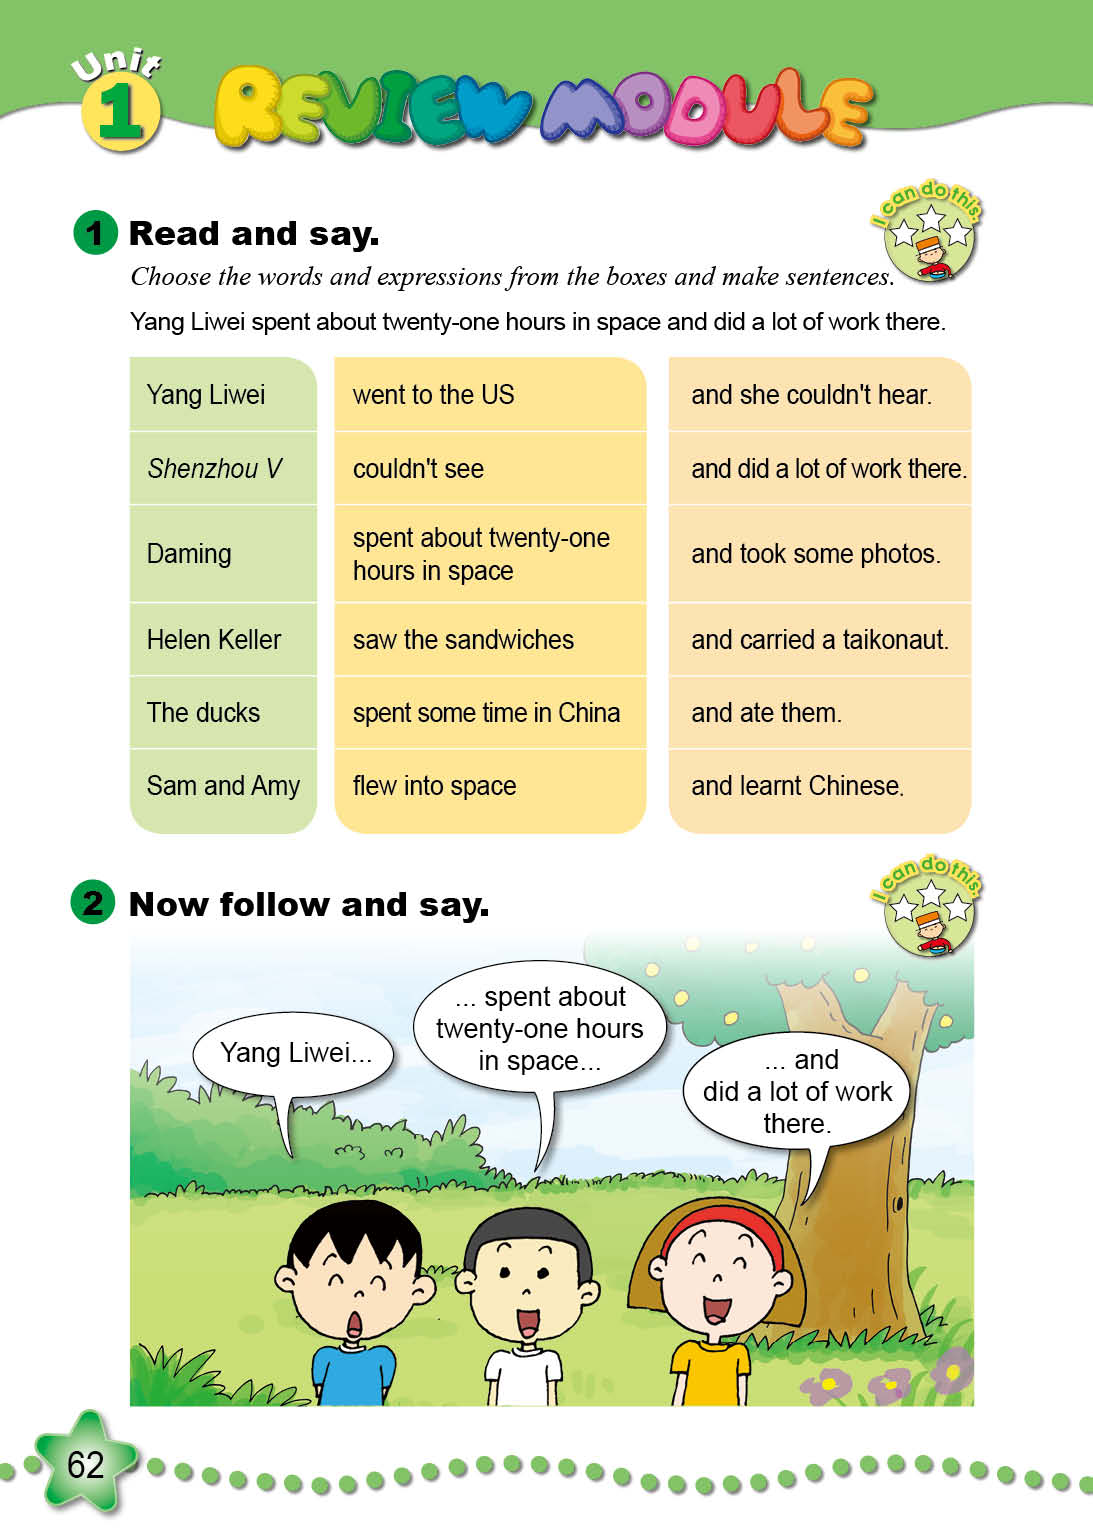 Unit
1
REVIEW MODULE
I can do this.
1 Read and say.
Choose the words and expressions from the boxes and make sentences.
Yang Liwei spent about twenty-one hours in space and did a lot of work there.
Yang Liwei went to the US and she couldn't hear.
Shenzhou V couldn't see and did a lot of work there.
Daming spent about twenty-one hours in space and took some photos.
Helen Keller saw the sandwiches and carried a taikonaut.
The ducks spent some time in China and ate them.
Sam and Amy flew into space and learnt Chinese.
I can do this.
2 Now follow and say.
Yang Liwei...
... spent about
twenty-one hours
in space...
... and
did a lot of work
there.
62